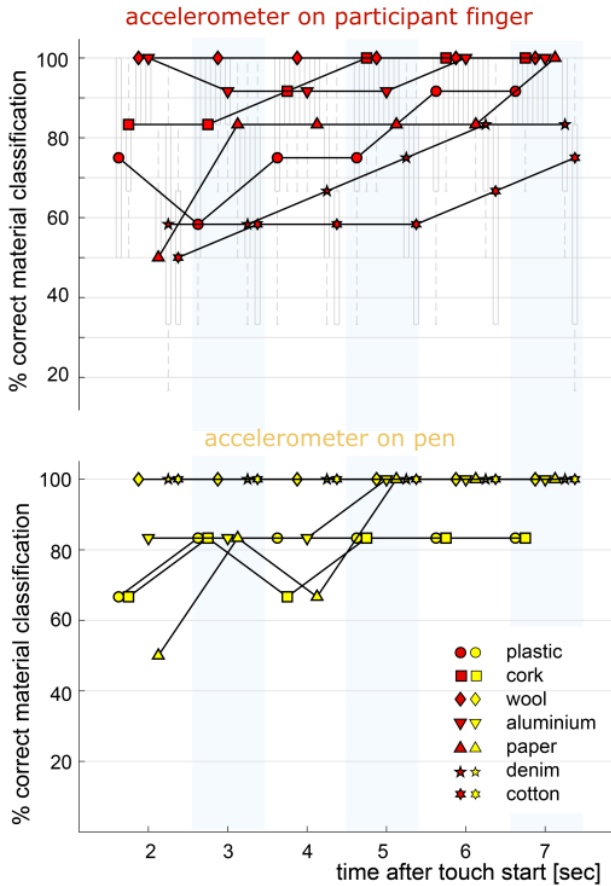 accelerometer on participant finger
% correct material classification
100
80
60
40
20
accelerometer on pen
% correct material classification
100
80
60
40
20
plastic
cork
wool
aluminium
paper
denim
cotton
2 3 4 5 6 7
time after touch start [sec]